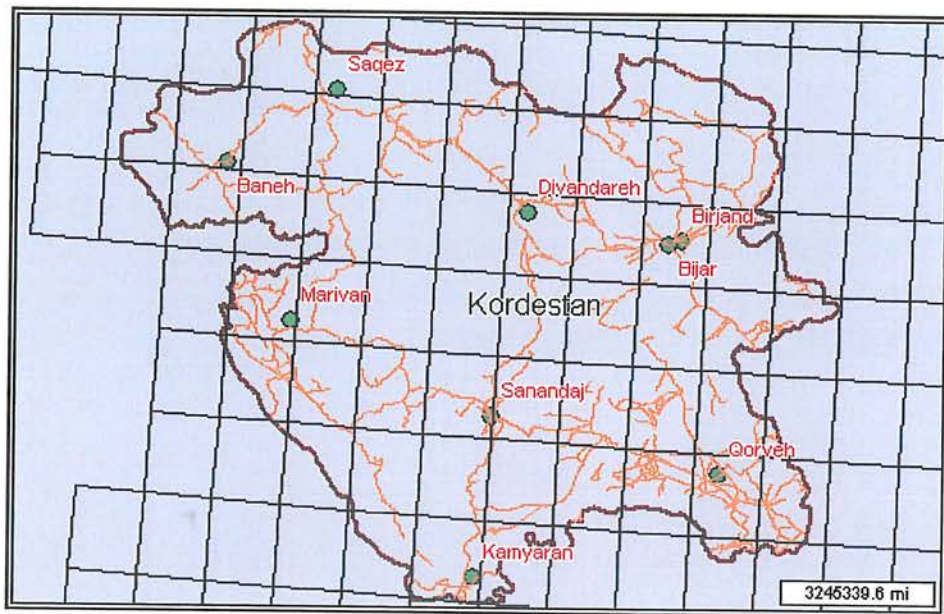 Saqez
Baneh
Divandareh
Birjand
Bijar
Marivan
Kordestan
Sanandaj
Qorveh
Kamyaran
3245339.6 mi